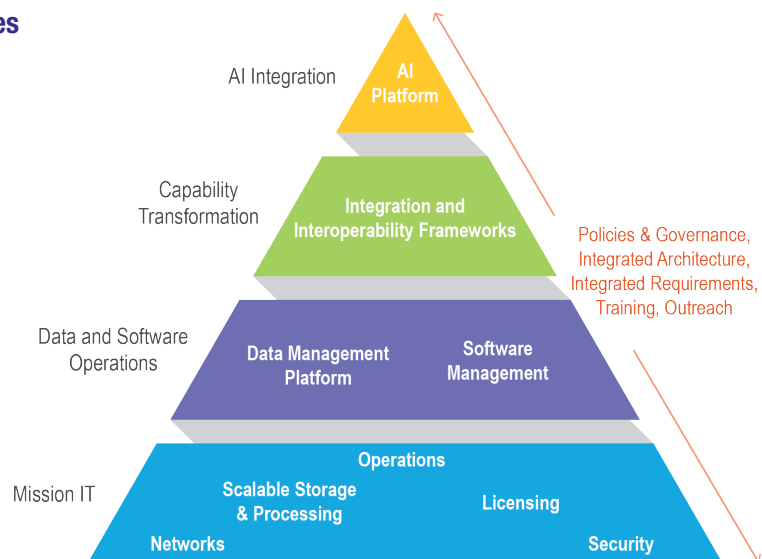 es
AI Integration
AI
Platform
Capability
Transformation
Integration and
Interoperability Frameworks
Policies & Governance,
Integrated Architecture,
Integrated Requirements,
Training, Outreach
Data and Software
Operations
Data Management
Platform
Software
Management
Mission IT
Operations
Scalable Storage
& Processing
Licensing
Networks
Security